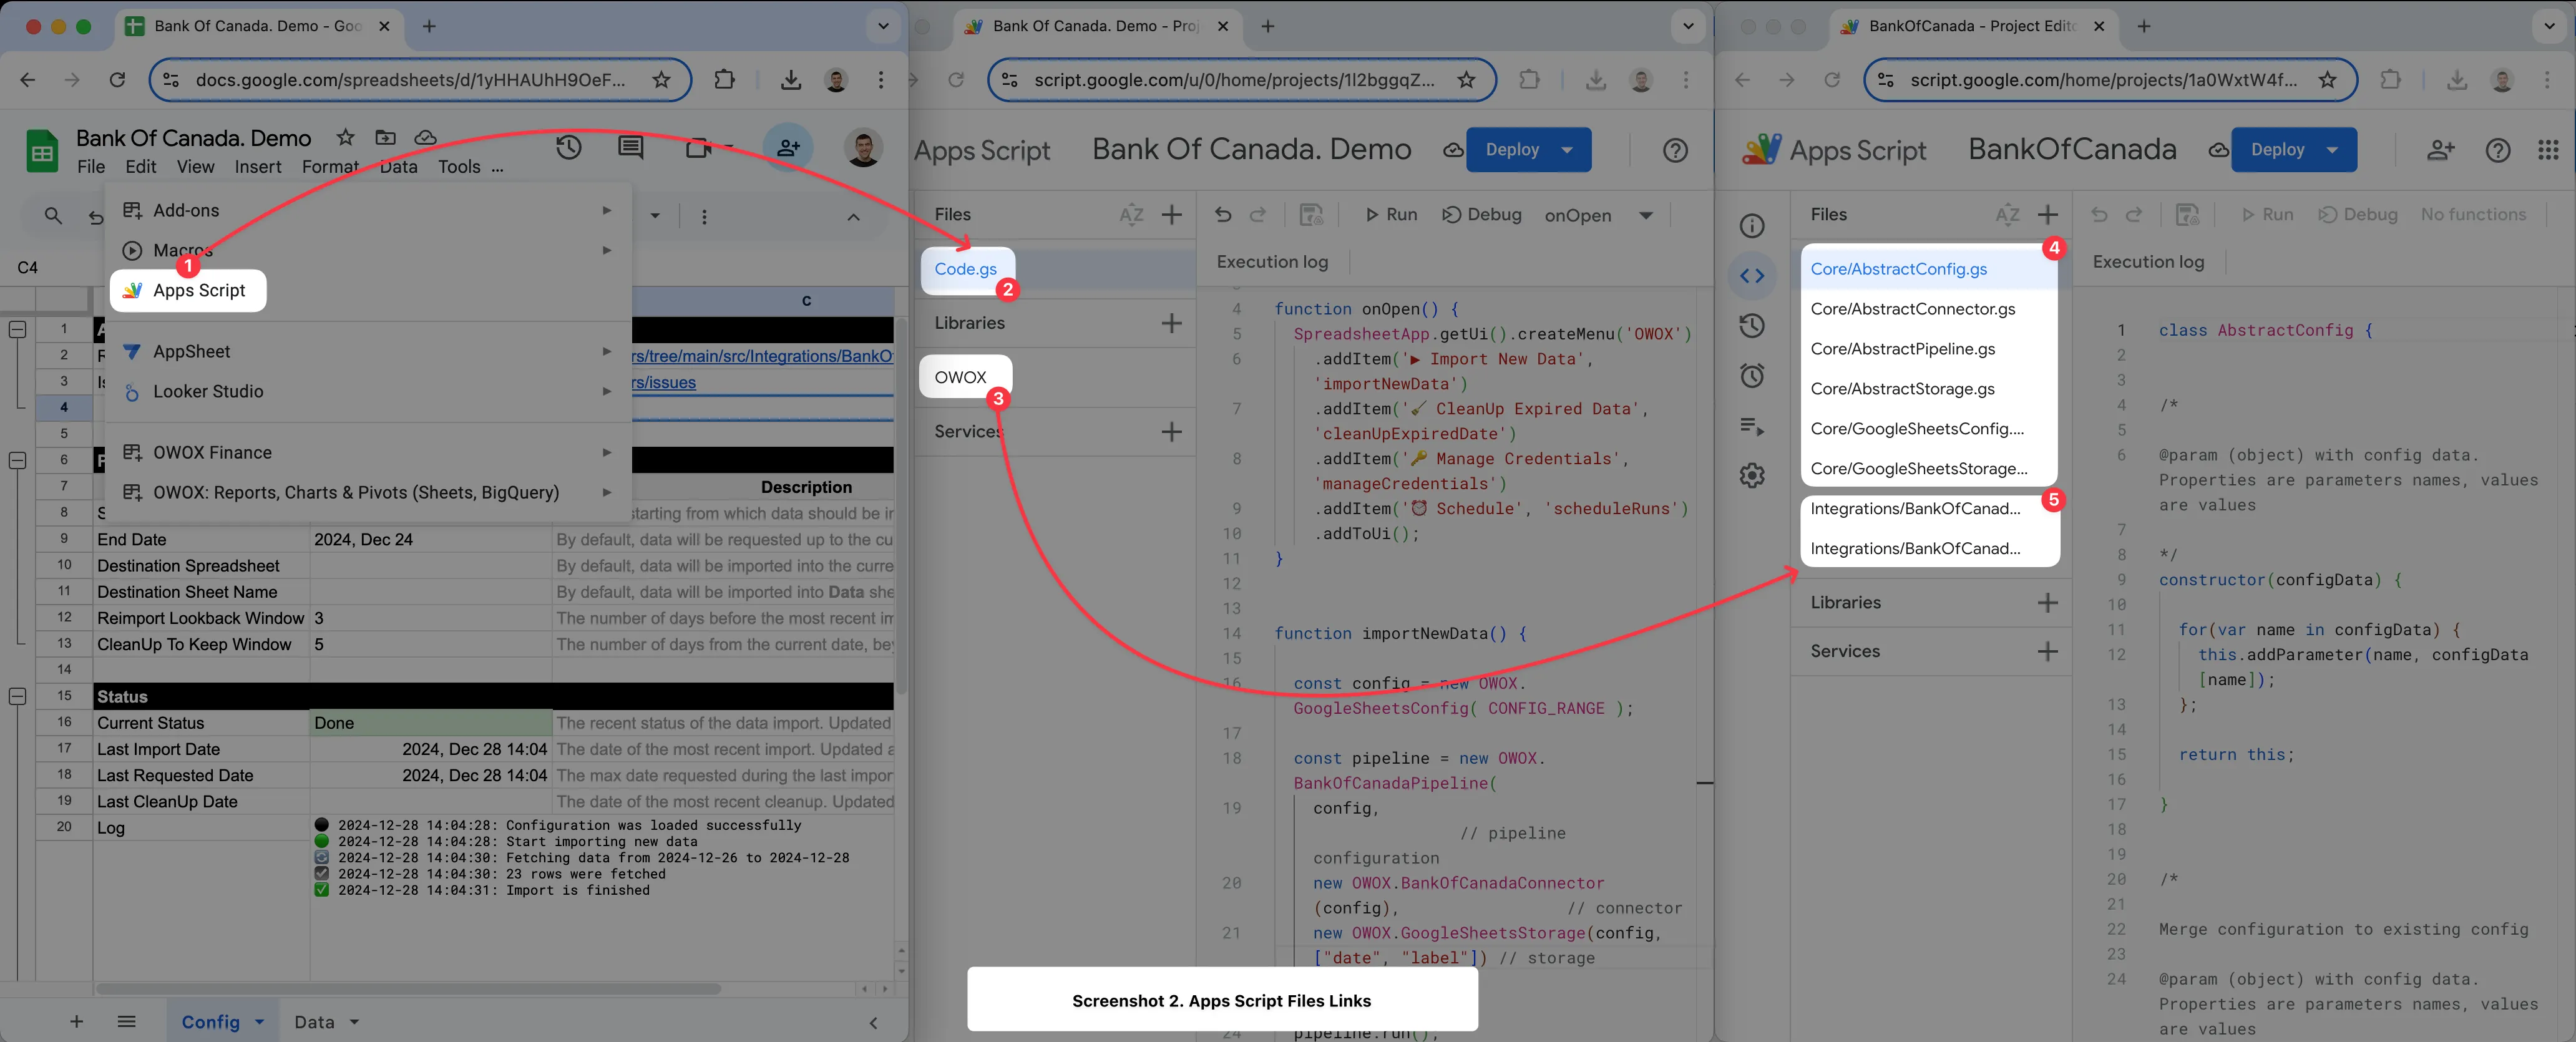 Bank Of Canada. Demo - Goo
docs.google.com/spreadsheets/d/1yHHAUhH9OeF...
Bank Of Canada. Demo
File Edit View Insert Format Data Tools ...
Add-ons
Macros
1
Apps Script
AppSheet
Looker Studio
OWOX Finance
OWOX: Reports, Charts & Pivots (Sheets, BigQuery)
C4
C
1 A
2 R rs/tree/main/src/Integrations/BankO
3 Is rs/issues
4
5
6 P
7 Description
8 S starting from which data should be ir
9 End Date 2024, Dec 24 By default, data will be requested up to the cu
10 Destination Spreadsheet By default, data will be imported into the curre
11 Destination Sheet Name By default, data will be imported into Data she
12 Reimport Lookback Window 3 The number of days before the most recent im
13 CleanUp To Keep Window 5 The number of days from the current date, bey
14
15 Status
16 Current Status Done The recent status of the data import. Updated
17 Last Import Date 2024, Dec 28 14:04 The date of the most recent import. Updated a
18 Last Requested Date 2024, Dec 28 14:04 The max date requested during the last impor
19 Last CleanUp Date The date of the most recent cleanup. Updated
20 Log
2024-12-28 14:04:28: Configuration was loaded successfully
2024-12-28 14:04:28: Start importing new data
2024-12-28 14:04:30: Fetching data from 2024-12-26 to 2024-12-28
2024-12-28 14:04:30: 23 rows were fetched
2024-12-28 14:04:31: Import is finished
Config Data
Bank Of Canada. Demo - Proj
script.google.com/u/0/home/projects/1l2bggqZ...
Apps Script Bank Of Canada. Demo Deploy
Files AZ
Code.gs
2
Libraries
OWOX
3
Services
Run Debug onOpen
Execution log
4 function onOpen() {
5 SpreadsheetApp.getUi().createMenu('OWOX')
6 .addItem('▶ Import New Data',
'importNewData')
7 .addItem('🧹 CleanUp Expired Data',
'cleanUpExpiredDate')
8 .addItem('🔑 Manage Credentials',
'manageCredentials')
9 .addItem('⏰ Schedule', 'scheduleRuns')
10 .addToUi();
11 }
12
13
14 function importNewData() {
15
16 const config = new OWOX.
GoogleSheetsConfig( CONFIG_RANGE );
17
18 const pipeline = new OWOX.
BankOfCanadaPipeline(
19 config,
// pipeline
configuration
20 new OWOX.BankOfCanadaConnector
(config), // connector
21 new OWOX.GoogleSheetsStorage(config,
["date", "label"]) // storage
24 pipeline.run();
Screenshot 2. Apps Script Files Links
BankOfCanada - Project Edito
script.google.com/home/projects/1a0WxtW4f...
Apps Script BankOfCanada Deploy
Files AZ
4
Core/AbstractConfig.gs
Core/AbstractConnector.gs
Core/AbstractPipeline.gs
Core/AbstractStorage.gs
Core/GoogleSheetsConfig....
Core/GoogleSheetsStorage...
5
Integrations/BankOfCanad...
Integrations/BankOfCanad...
Libraries
Services
Run Debug No functions
Execution log
1 class AbstractConfig {
2
3
4 /*
5
6 @param (object) with config data.
Properties are parameters names, values
are values
7
8 */
9 constructor(configData) {
10
11 for(var name in configData) {
12 this.addParameter(name, configData
[name]);
13 };
14
15 return this;
16
17 }
18
19
20 /*
21
22 Merge configuration to existing config
23
24 @param (object) with config data.
Properties are parameters names, values
are values